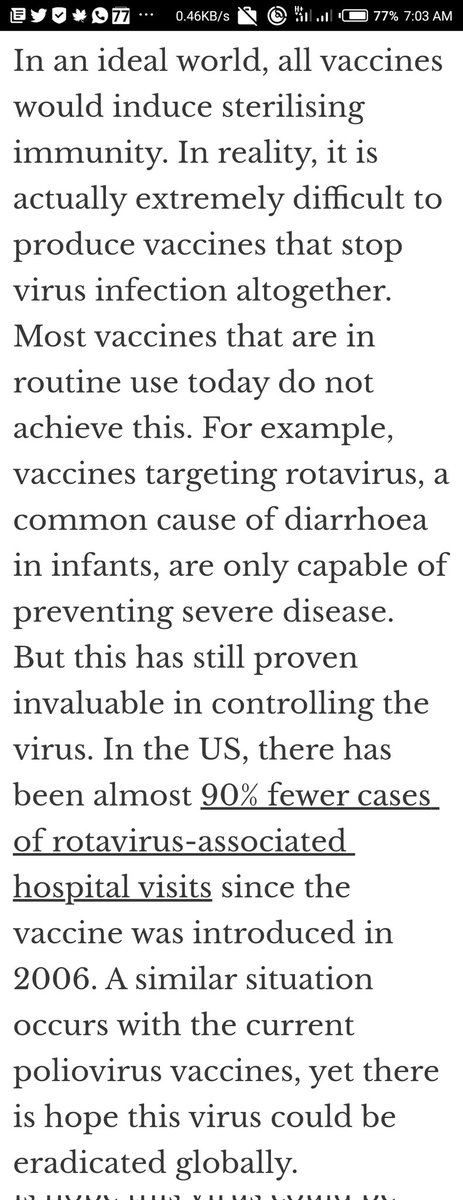 77 ... 0.46KB/s 77% 7:03 AM
In an ideal world, all vaccines
would induce sterilising
immunity. In reality, it is
actually extremely difficult to
produce vaccines that stop
virus infection altogether.
Most vaccines that are in
routine use today do not
achieve this. For example,
vaccines targeting rotavirus, a
common cause of diarrhoea
in infants, are only capable of
preventing severe disease.
But this has still proven
invaluable in controlling the
virus. In the US, there has
been almost 90% fewer cases
of rotavirus-associated
hospital visits since the
vaccine was introduced in
2006. A similar situation
occurs with the current
poliovirus vaccines, yet there
is hope this virus could be
eradicated globally.